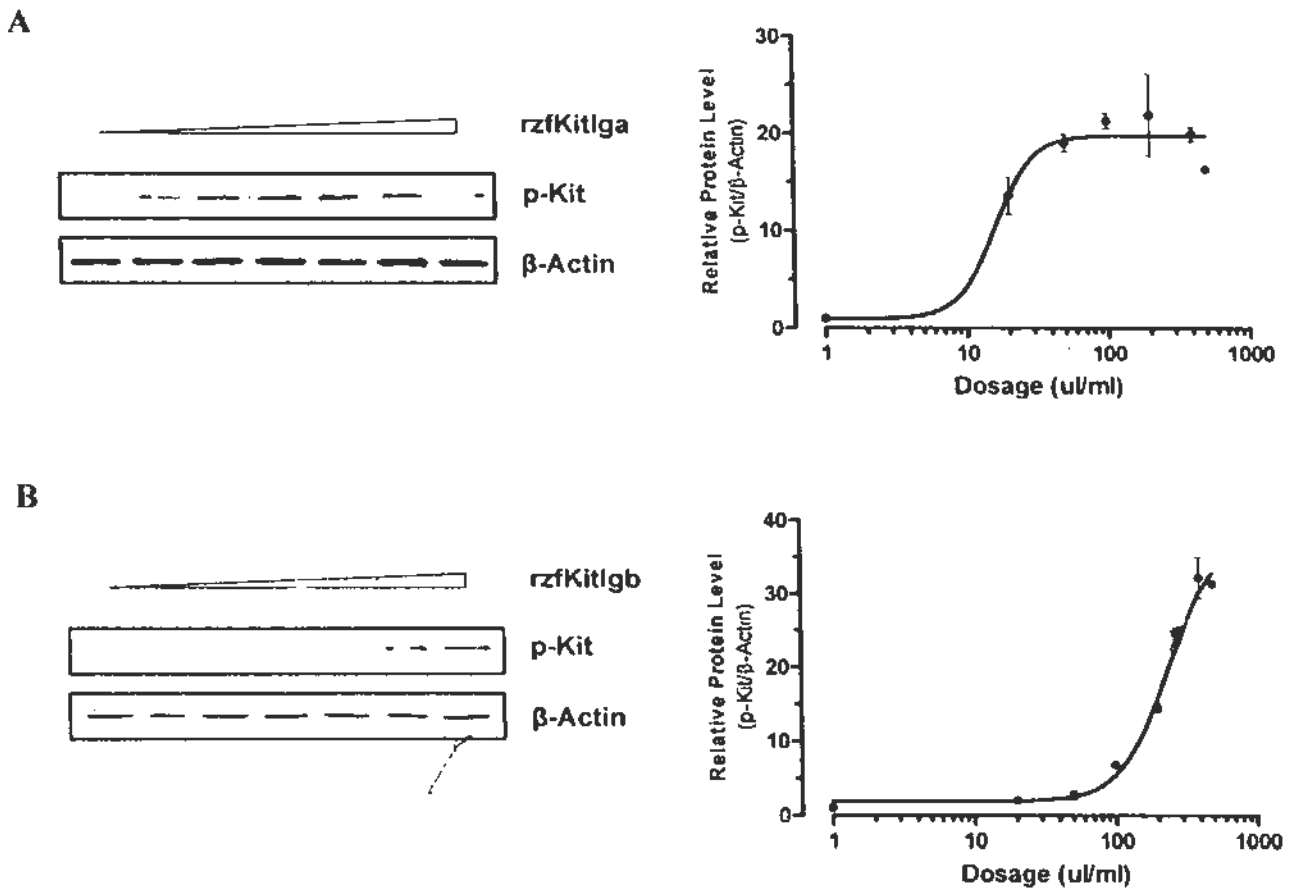 A
rzfKitlga
p-Kit
β-Actin
Relative Protein Level
(p-Kit/β-Actin)
30
20
10
0
1
10
100
1000
Dosage (ul/ml)
B
rzfKitlgb
p-Kit
β-Actin
Relative Protein Level
(p-Kit/β-Actin)
40
30
20
10
0
1
10
100
1000
Dosage (ul/ml)